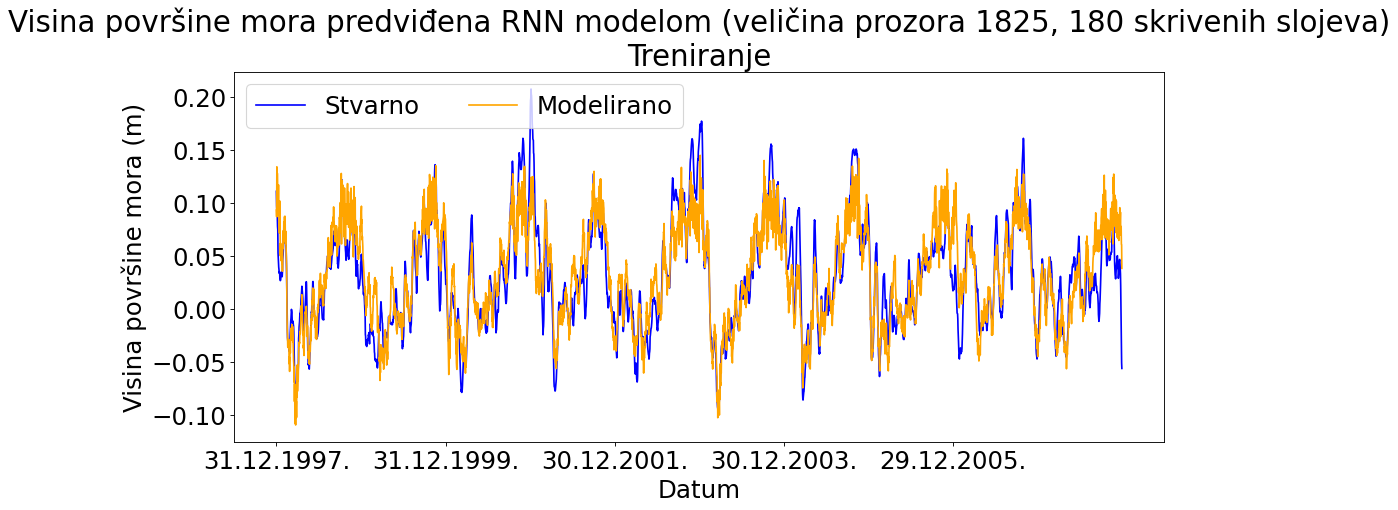 Visina površine mora predviđena RNN modelom (veličina prozora 1825, 180 skrivenih slojeva)
Treniranje
Stvarno
Modelirano
Visina površine mora (m)
0.20
0.15
0.10
0.05
0.00
−0.05
−0.10
31.12.1997.
31.12.1999.
30.12.2001.
30.12.2003.
29.12.2005.
Datum